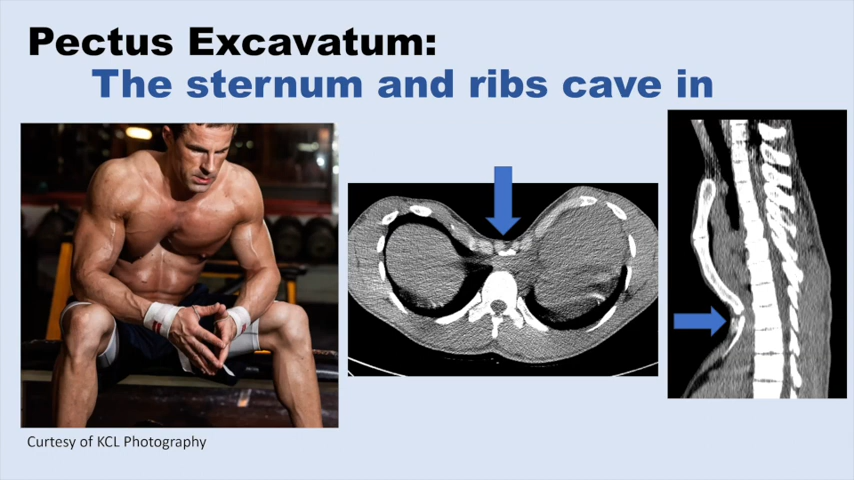 Pectus Excavatum:
The sternum and ribs cave in
Curtesy of KCL Photography